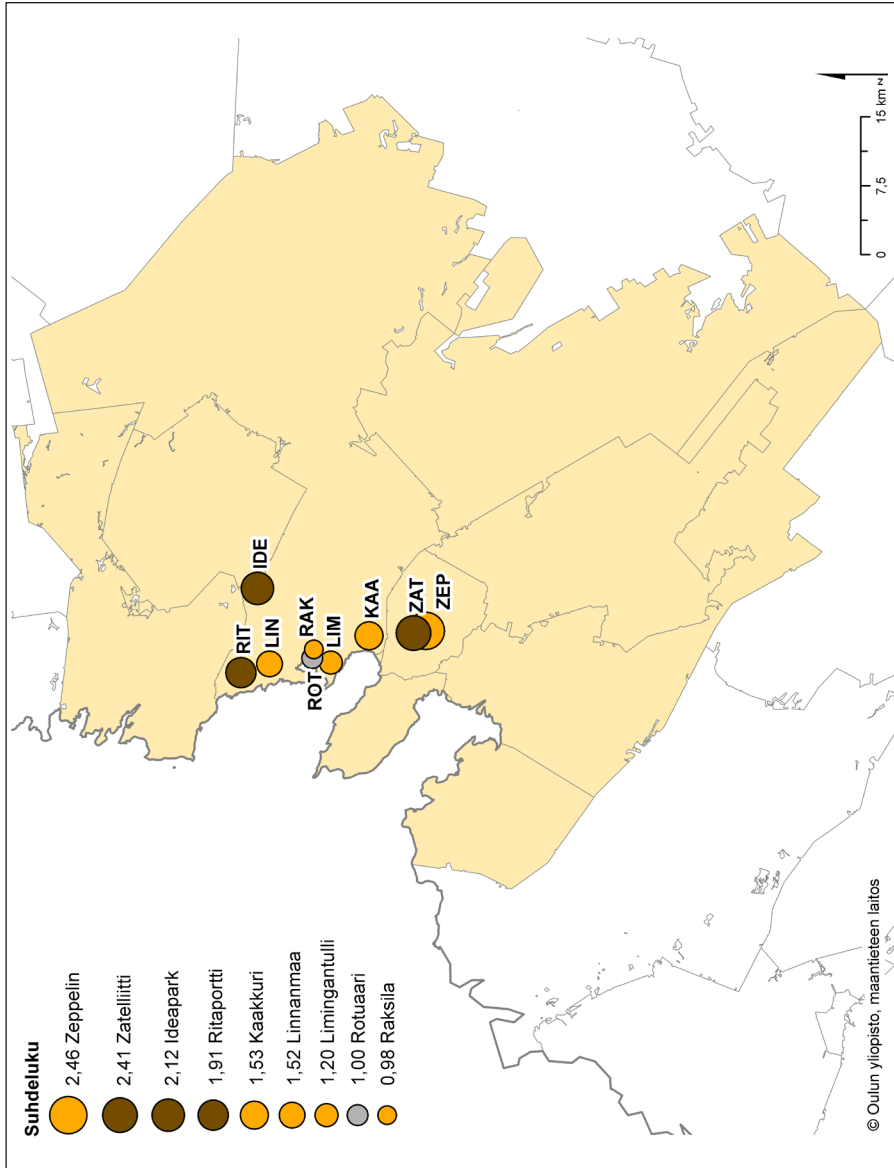 Suhdeluku
2,46 Zeppelin
2,41 Zatelliitti
2,12 Ideapark
1,91 Ritaportti
1,53 Kaakkuri
1,52 Linnanmaa
1,20 Limingantulli
1,00 Rotuaari
0,98 Raksila
RIT
IDE
LIN
RAK
ROT
LIM
KAA
ZAT
ZEP
0 7,5 15 km
N
© Oulun yliopisto, maantieteen laitos